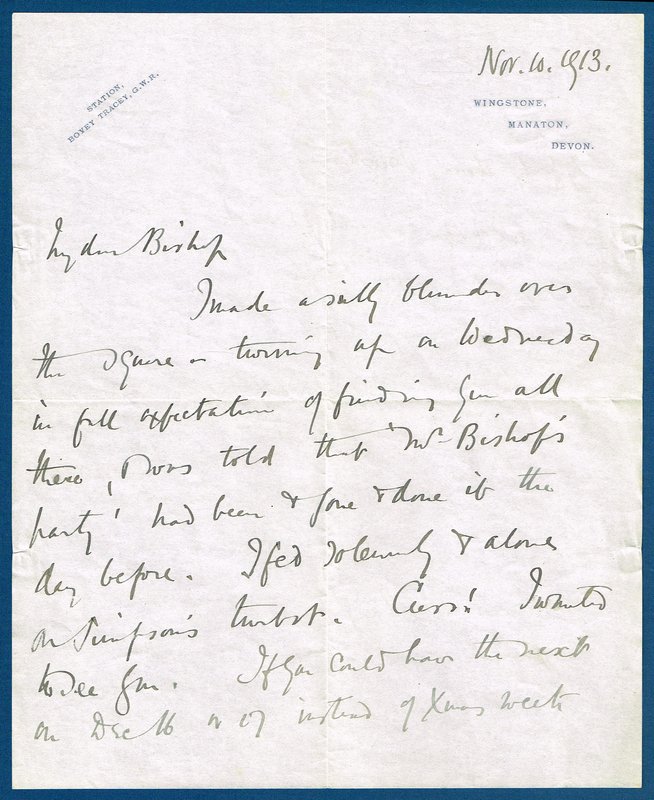 Nov. 10. 1913.
STATION,
BOVEY TRACEY, G.W.R.
WINGSTONE,
MANATON,
DEVON.
My dear Bishop
I made a silly blunder over
the Square – turning up on Wednesday
in full expectation of finding you all
there, & was told that 'Mr Bishop's
party' had been & gone & done it the
day before. I fed solemnly & alone
on Simpson's turbot. Curs! I wanted
to see you. If you could have the next
on Dec 16 or 17 instead of Xmas week